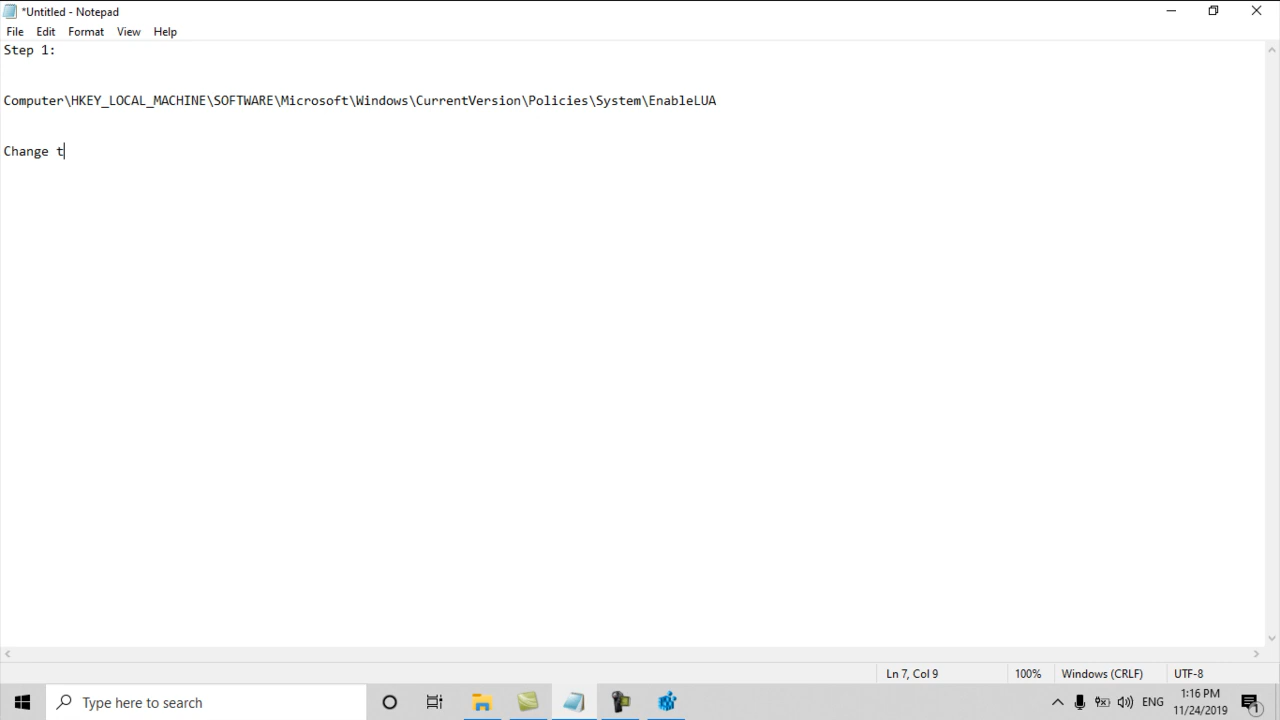 *Untitled - Notepad
File Edit Format View Help
Step 1:
Computer\HKEY_LOCAL_MACHINE\SOFTWARE\Microsoft\Windows\CurrentVersion\Policies\System\EnableLUA
Change t
Ln 7, Col 9 100% Windows (CRLF) UTF-8
Type here to search
ENG
1:16 PM
11/24/2019
1